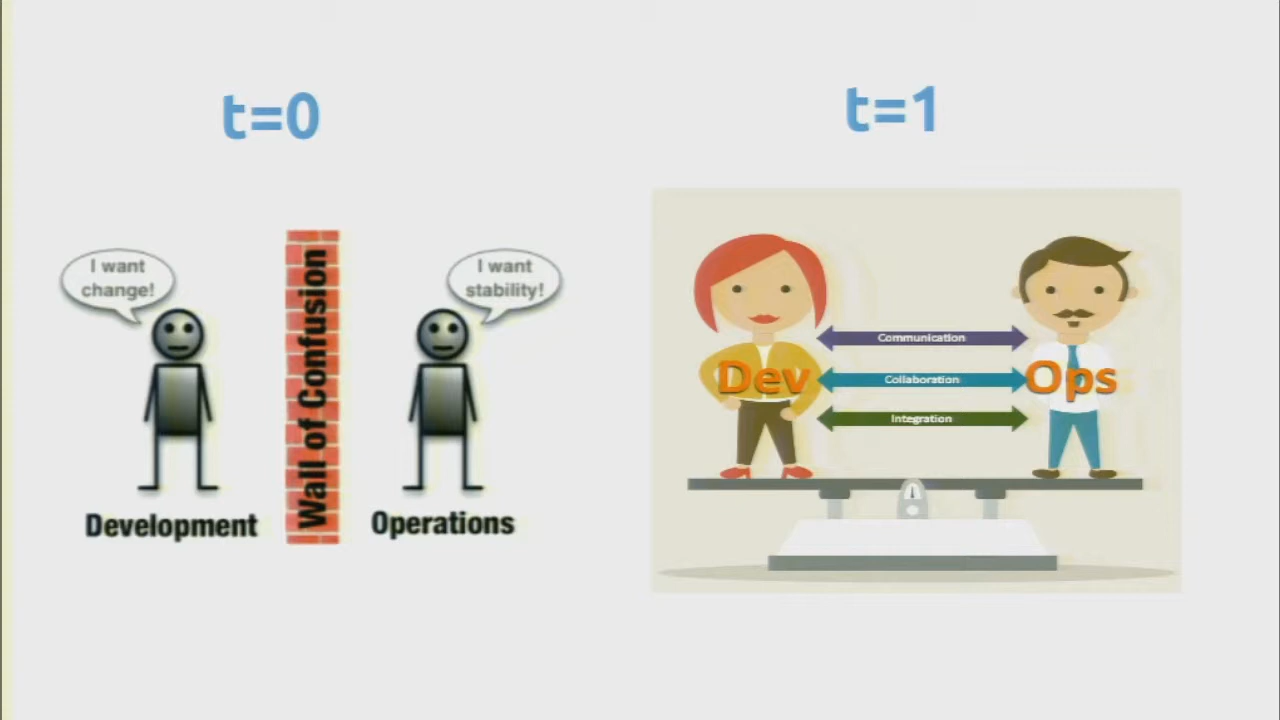 t=0
I want
change!
Wall of Confusion
I want
stability!
Development
Operations
t=1
Communication
Dev
Collaboration
Ops
Integration